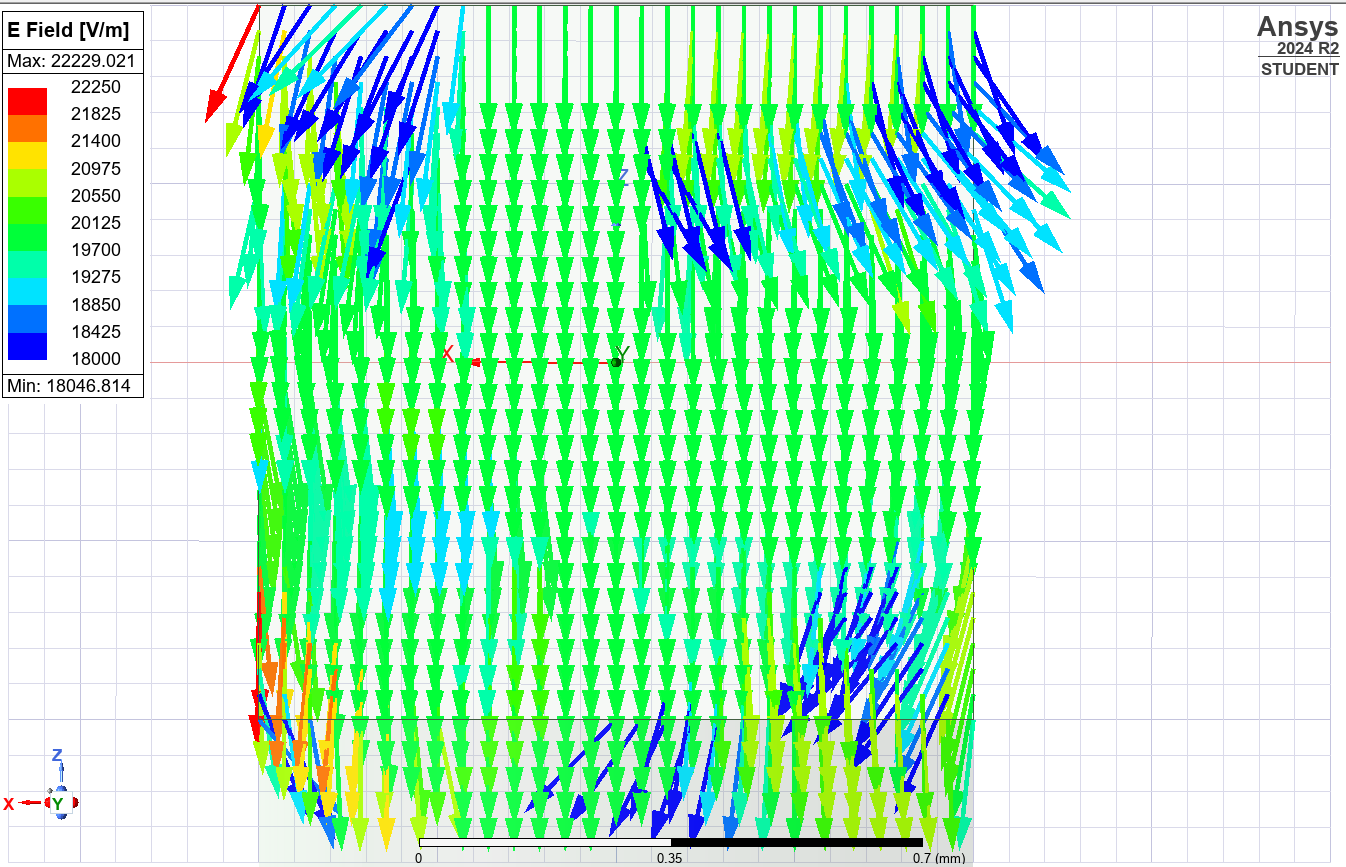 E Field [V/m]
Max: 22229.021
22250
21825
21400
20975
20550
20125
19700
19275
18850
18425
18000
Min: 18046.814
Ansys
2024 R2
STUDENT
Z
X
Y
Z
X
Y
0
0.35
0.7 (mm)